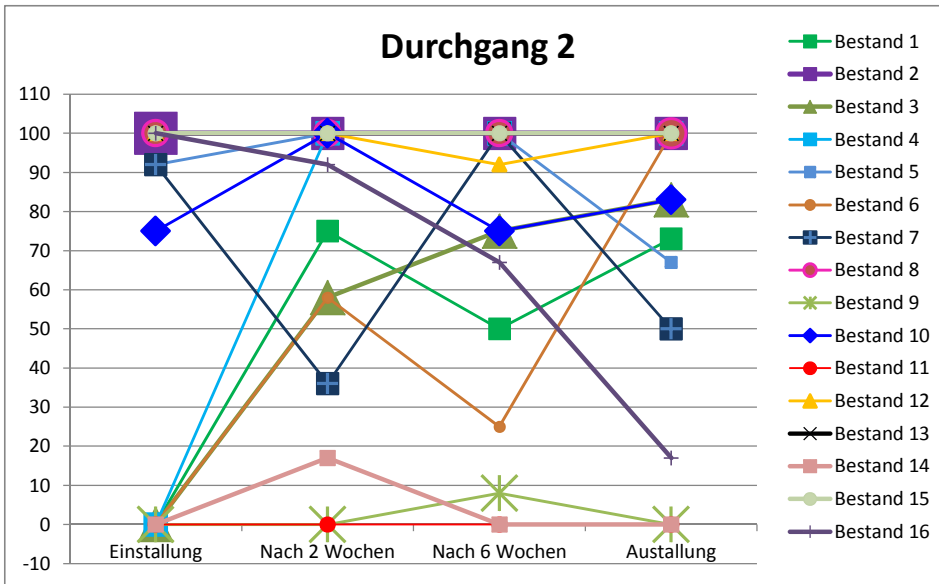 Durchgang 2
110
100
90
80
70
60
50
40
30
20
10
0
-10
Einstallung
Nach 2 Wochen
Nach 6 Wochen
Austallung
Bestand 1
Bestand 2
Bestand 3
Bestand 4
Bestand 5
Bestand 6
Bestand 7
Bestand 8
Bestand 9
Bestand 10
Bestand 11
Bestand 12
Bestand 13
Bestand 14
Bestand 15
Bestand 16